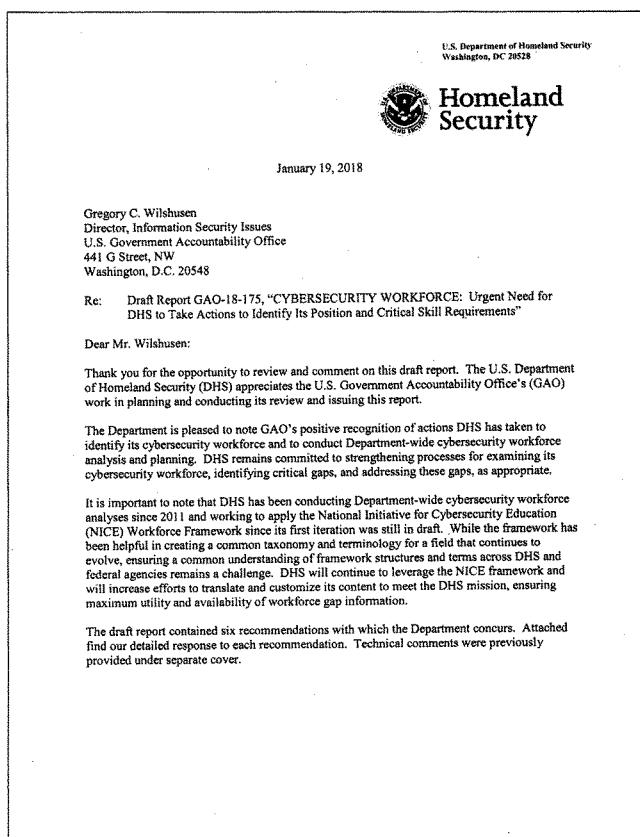 U.S. Department of Homeland Security
Washington, DC 20528
Homeland
Security
January 19, 2018
Gregory C. Wilshusen
Director, Information Security Issues
U.S. Government Accountability Office
441 G Street, NW
Washington, D.C. 20548
Re: Draft Report GAO-18-175, “CYBERSECURITY WORKFORCE: Urgent Need for
DHS to Take Actions to Identify Its Position and Critical Skill Requirements”
Dear Mr. Wilshusen:
Thank you for the opportunity to review and comment on this draft report. The U.S. Department
of Homeland Security (DHS) appreciates the U.S. Government Accountability Office's (GAO)
work in planning and conducting its review and issuing this report.
The Department is pleased to note GAO's positive recognition of actions DHS has taken to
identify its cybersecurity workforce and to conduct Department-wide cybersecurity workforce
analysis and planning. DHS remains committed to strengthening processes for examining its
cybersecurity workforce, identifying critical gaps, and addressing these gaps, as appropriate.
It is important to note that DHS has been conducting Department-wide cybersecurity workforce
analyses since 2011 and working to apply the National Initiative for Cybersecurity Education
(NICE) Workforce Framework since its first iteration was still in draft. While the framework has
been helpful in creating a common taxonomy and terminology for a field that continues to
evolve, ensuring a common understanding of framework structures and terms across DHS and
federal agencies remains a challenge. DHS will continue to leverage the NICE framework and
will increase efforts to translate and customize its content to meet the DHS mission, ensuring
maximum utility and availability of workforce gap information.
The draft report contained six recommendations with which the Department concurs. Attached
find our detailed response to each recommendation. Technical comments were previously
provided under separate cover.